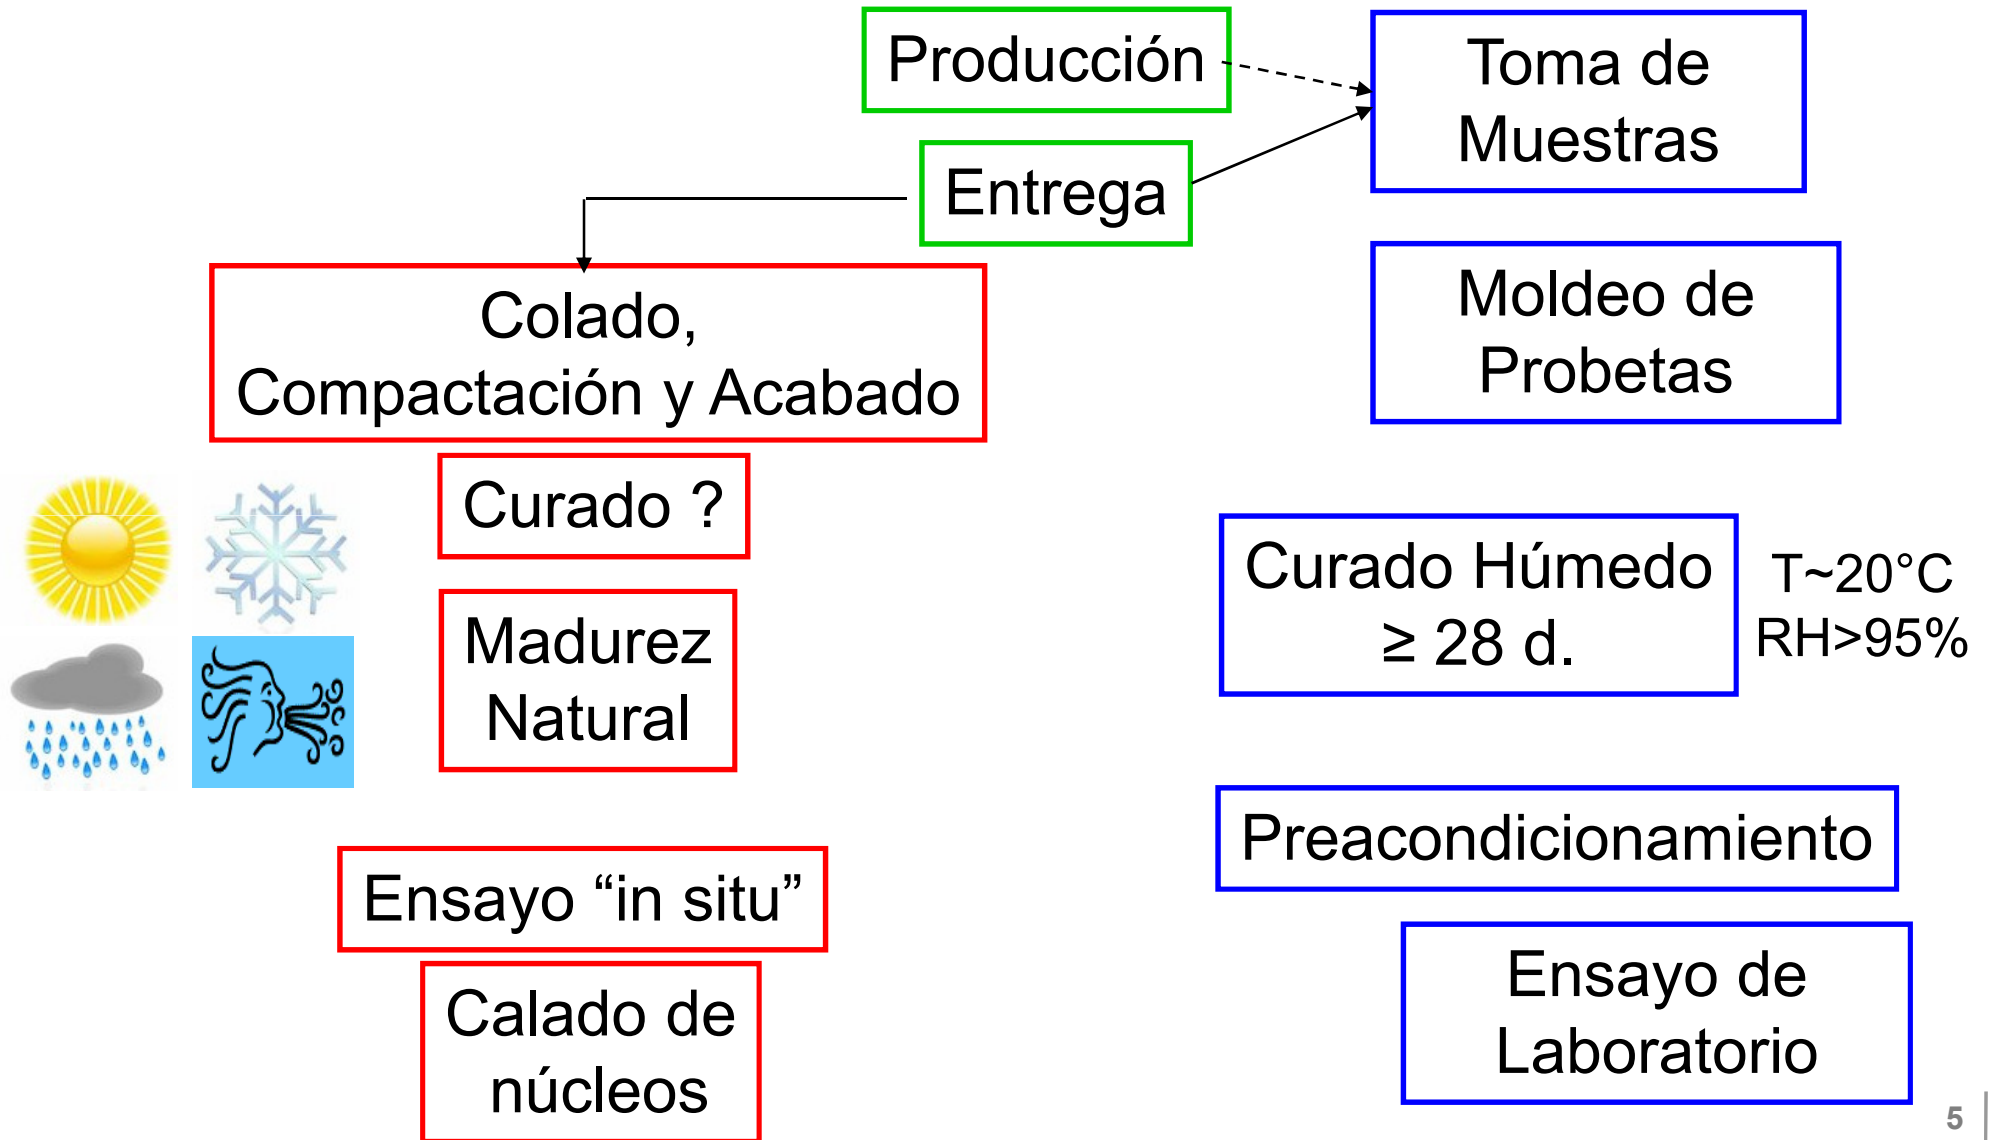 Producción
Entrega
Toma de
Muestras
Moldeo de
Probetas
Colado,
Compactación y Acabado
Curado ?
Madurez
Natural
Ensayo “in situ”
Calado de
núcleos
Curado Húmedo
≥ 28 d.
T~20°C
RH>95%
Preacondicionamiento
Ensayo de
Laboratorio
5